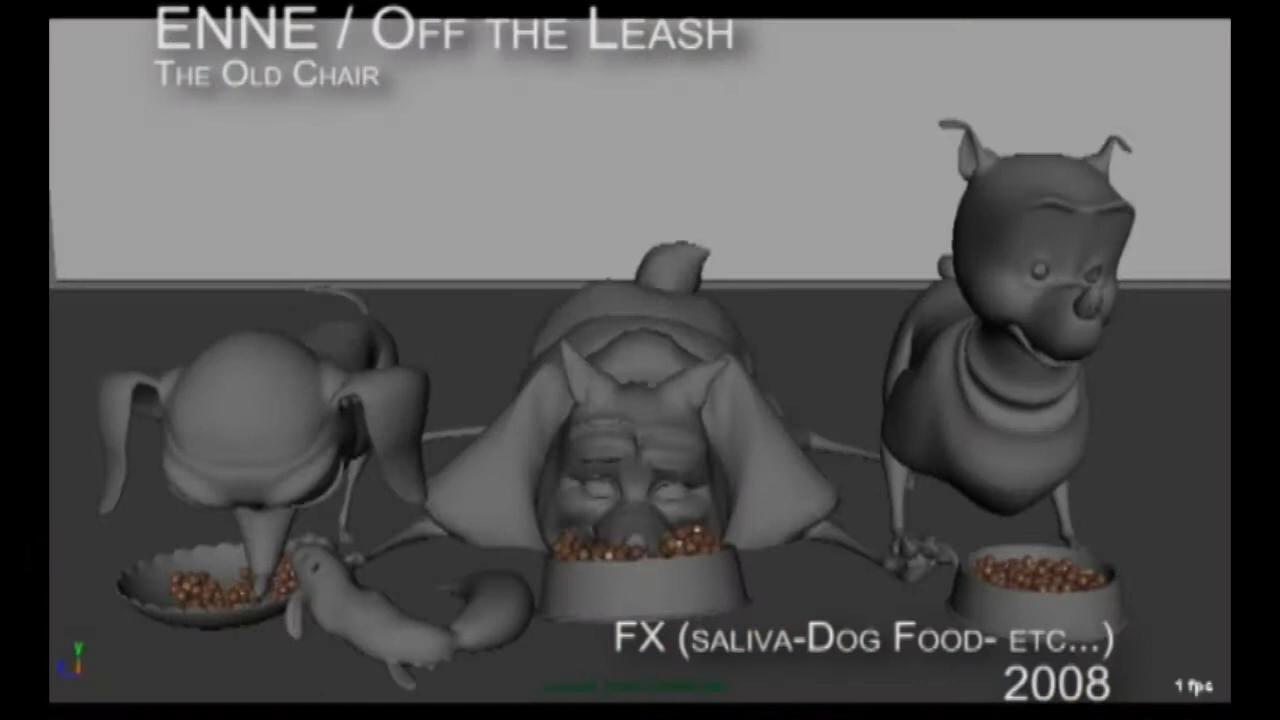 ENNE / OFF THE LEASH
THE OLD CHAIR
FX (SALIVA-DOG FOOD- ETC...)
2008
y
1 fps